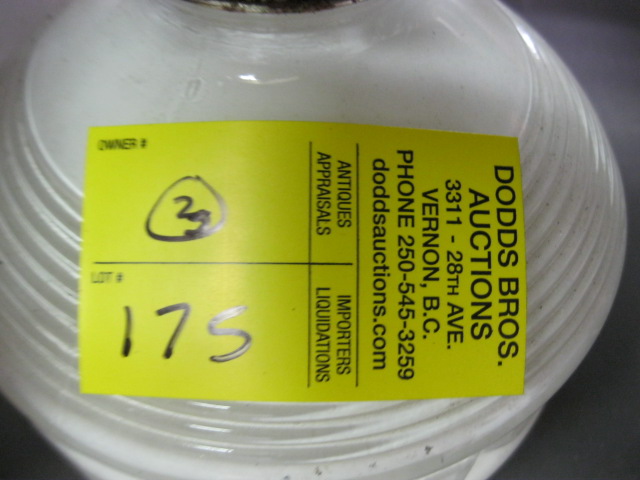 DODDS BROS.
AUCTIONS
3311 - 28TH AVE.
VERNON, B.C.
PHONE 250-545-3259
doddsauctions.com
ANTIQUES
APPRAISALS
IMPORTERS
LIQUIDATIONS
OWNER #
LOT #
175